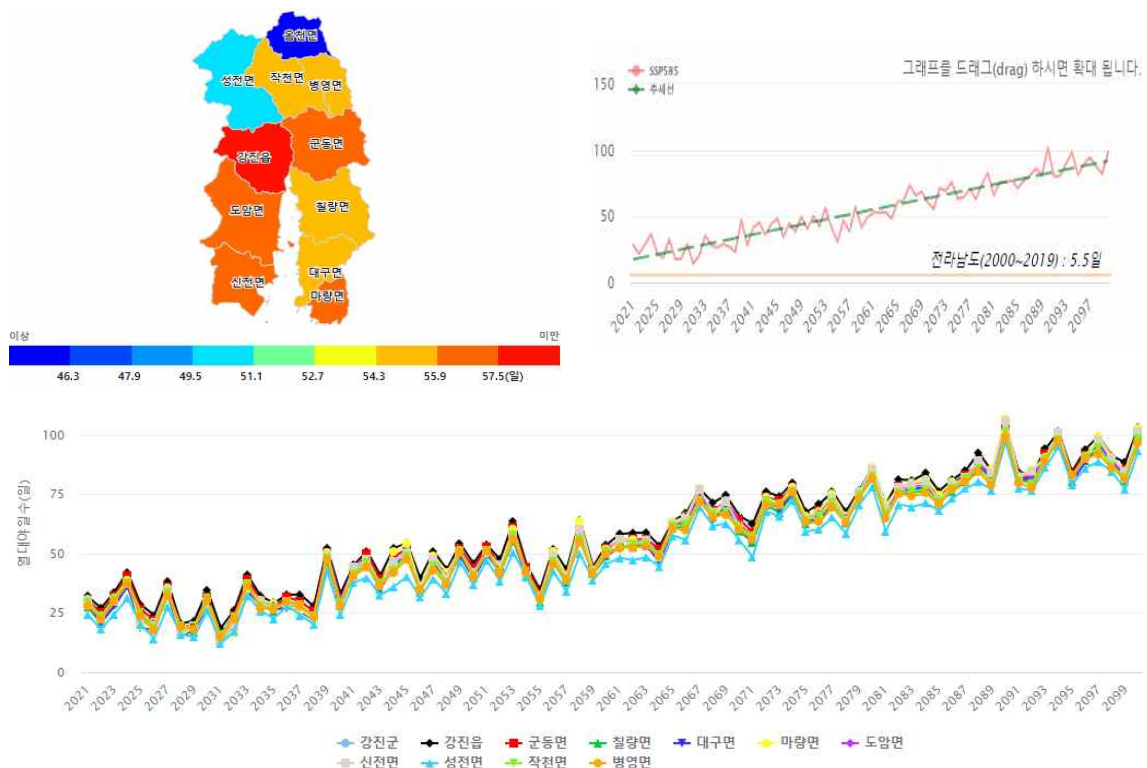 옴천면
성전면
작천면
병영면
강진읍
군동면
도암면
칠량면
신전면
대구면
마량면
이상
미만
46.3 47.9 49.5 51.1 52.7 54.3 55.9 57.5(일)
SSP585
추세선
그래프를 드래그(drag) 하시면 확대 됩니다.
150
100
50
0
전라남도(2000~2019) : 5.5일
2021 2025 2029 2033 2037 2041 2045 2049 2053 2057 2061 2065 2069 2073 2077 2081 2085 2089 2093 2097
열대야일수(일)
100
75
50
25
0
2021 2023 2025 2027 2029 2031 2033 2035 2037 2039 2041 2043 2045 2047 2049 2051 2053 2055 2057 2059 2061 2063 2065 2067 2069 2071 2073 2075 2077 2079 2081 2083 2085 2087 2089 2091 2093 2095 2097 2099
강진군 강진읍 군동면 칠량면 대구면 마량면 도암면
신전면 성전면 작천면 병영면